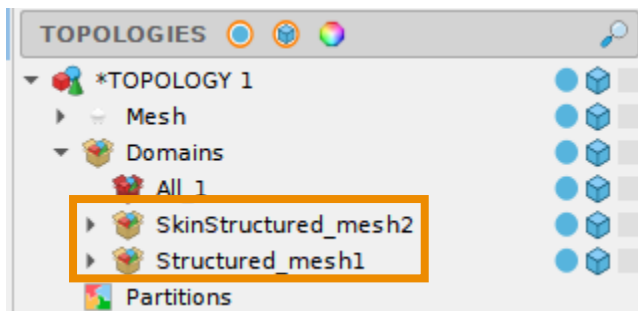 TOPOLOGIES
*TOPOLOGY 1
Mesh
Domains
All_1
SkinStructured_mesh2
Structured_mesh1
Partitions